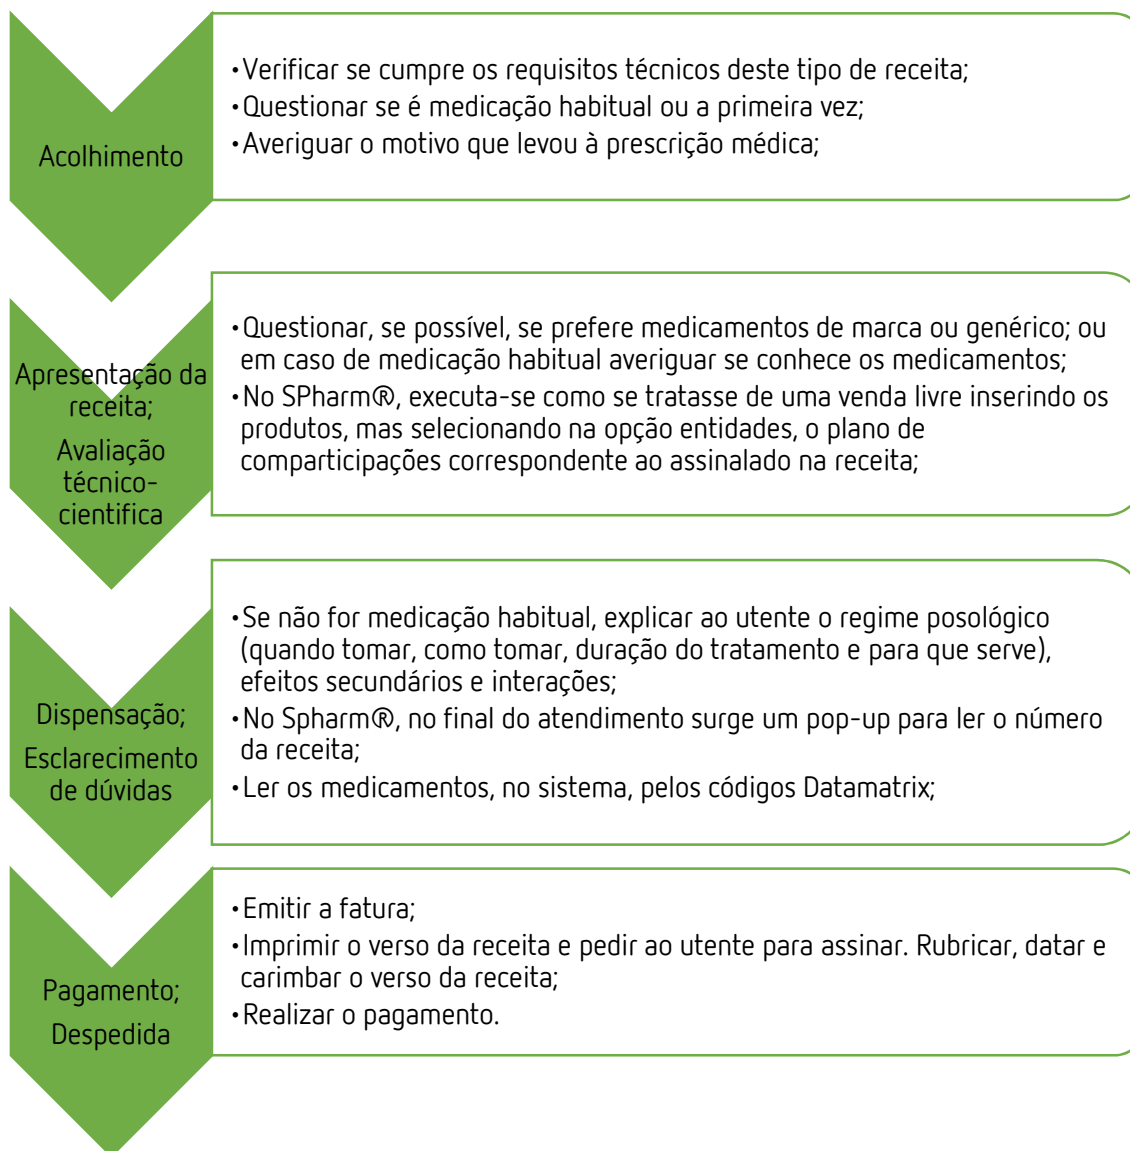 Acolhimento
•Verificar se cumpre os requisitos técnicos deste tipo de receita;
•Questionar se é medicação habitual ou a primeira vez;
•Averiguar o motivo que levou à prescrição médica;
Apresentação da
receita;
Avaliação
técnico-
cientifica
•Questionar, se possível, se prefere medicamentos de marca ou genérico; ou
em caso de medicação habitual averiguar se conhece os medicamentos;
•No SPharm®, executa-se como se tratasse de uma venda livre inserindo os
produtos, mas selecionando na opção entidades, o plano de
comparticipações correspondente ao assinalado na receita;
Dispensação;
Esclarecimento
de dúvidas
•Se não for medicação habitual, explicar ao utente o regime posológico
(quando tomar, como tomar, duração do tratamento e para que serve),
efeitos secundários e interações;
•No Spharm®, no final do atendimento surge um pop-up para ler o número
da receita;
•Ler os medicamentos, no sistema, pelos códigos Datamatrix;
Pagamento;
Despedida
•Emitir a fatura;
•Imprimir o verso da receita e pedir ao utente para assinar. Rubricar, datar e
carimbar o verso da receita;
•Realizar o pagamento.